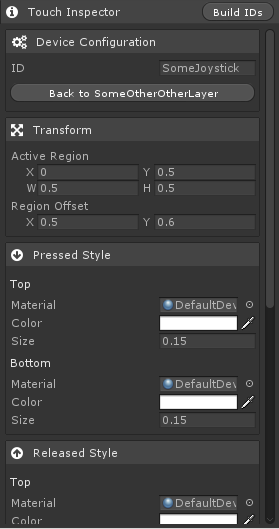 Touch Inspector Build IDs
Device Configuration
ID SomeJoystick
Back to SomeOtherOtherLayer
Transform
Active Region
X 0 Y 0.5
W 0.5 H 0.5
Region Offset
X 0.5 Y 0.6
Pressed Style
Top
Material DefaultDev
Color
Size 0.15
Bottom
Material DefaultDev
Color
Size 0.15
Released Style
Top
Material DefaultDev
Color